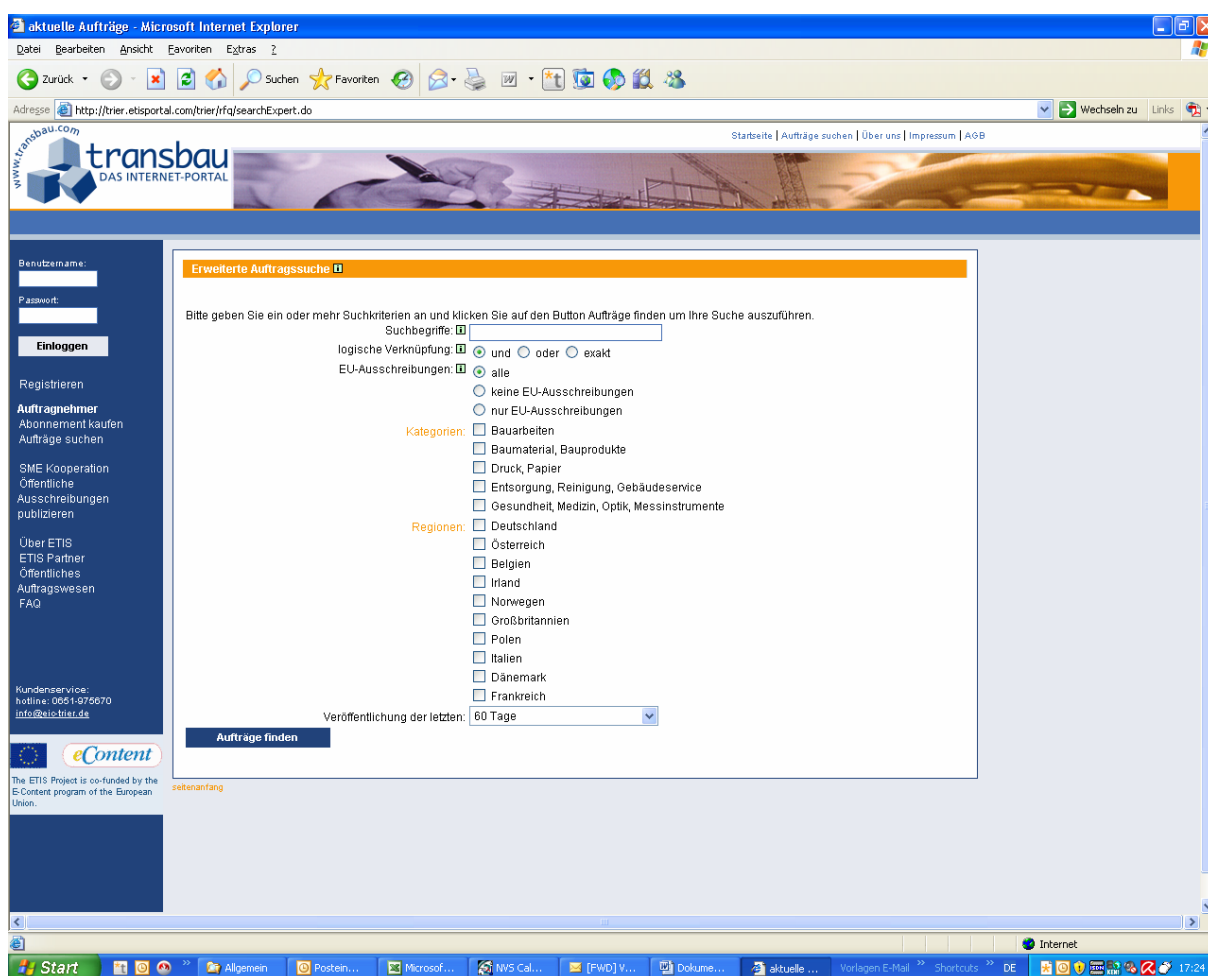 aktuelle Aufträge - Microsoft Internet Explorer
Datei Bearbeiten Ansicht Favoriten Extras ?
Zurück Suchen Favoriten
Adresse http://trier.etisportal.com/trier/rfq/searchExpert.do Wechseln zu Links
www.transbau.com
transbau
DAS INTERNET-PORTAL
Startseite | Aufträge suchen | Über uns | Impressum | AGB
Benutzername:
Passwort:
Einloggen
Registrieren
Auftragnehmer
Abonnement kaufen
Aufträge suchen
SME Kooperation
Öffentliche
Ausschreibungen
publizieren
Über ETIS
ETIS Partner
Öffentliches
Auftragswesen
FAQ
Kundenservice:
hotline: 0651-975670
info@eic-trier.de
eContent
The ETIS Project is co-funded by the
E-Content program of the European
Union.
Erweiterte Auftragssuche
Bitte geben Sie ein oder mehr Suchkriterien an und klicken Sie auf den Button Aufträge finden um Ihre Suche auszuführen.
Suchbegriffe:
logische Verknüpfung: und oder exakt
EU-Ausschreibungen: alle
keine EU-Ausschreibungen
nur EU-Ausschreibungen
Kategorien: Bauarbeiten
Baumaterial, Bauprodukte
Druck, Papier
Entsorgung, Reinigung, Gebäudeservice
Gesundheit, Medizin, Optik, Messinstrumente
Regionen: Deutschland
Österreich
Belgien
Irland
Norwegen
Großbritannien
Polen
Italien
Dänemark
Frankreich
Veröffentlichung der letzten: 60 Tage
Aufträge finden
seitenanfang
Internet
Start Allgemein Postein... Microsof... NVS Cal... [FWD] V... Dokume... aktuelle ... Vorlagen E-Mail Shortcuts DE 17:24